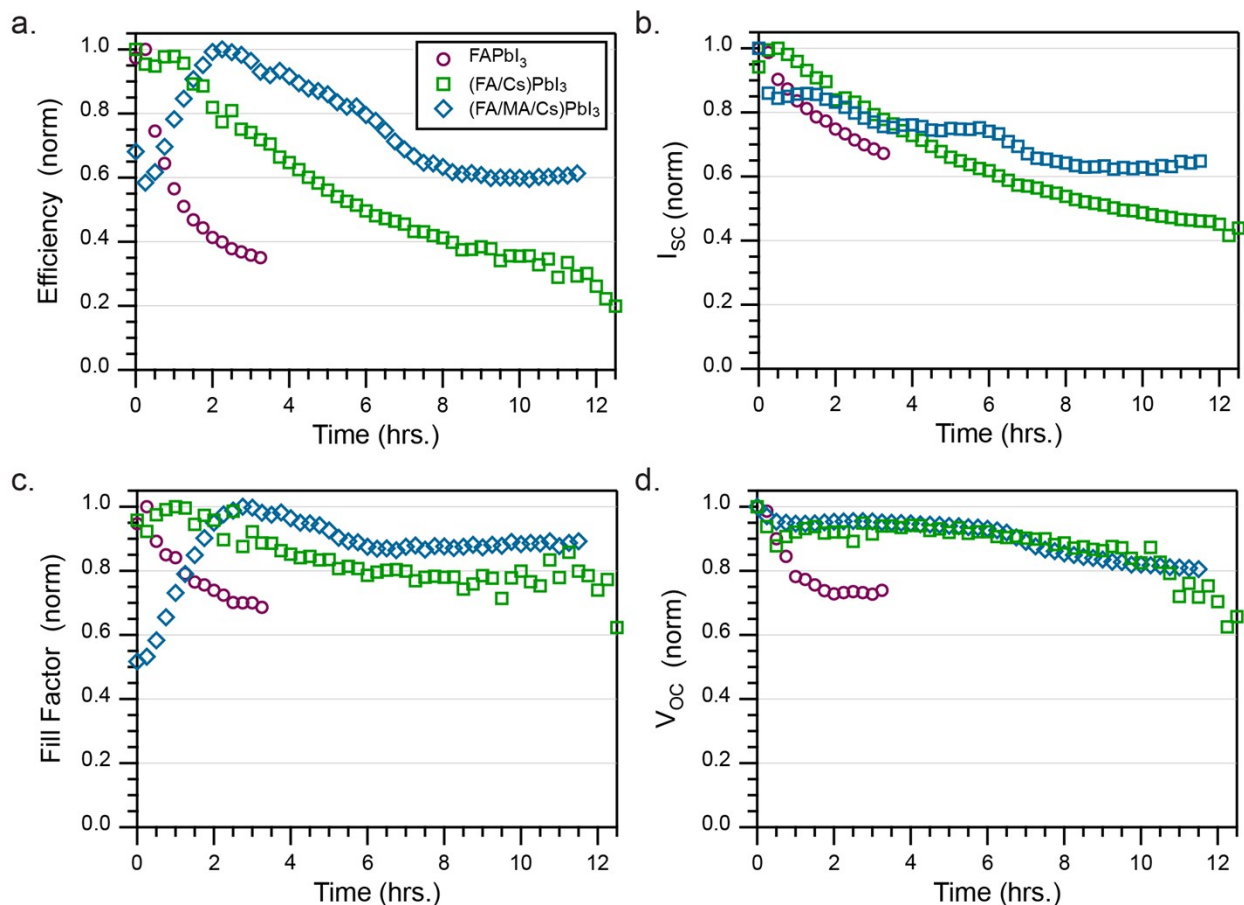 a.
Efficiency (norm)
1.0
0.8
0.6
0.4
0.2
0.0
0 2 4 6 8 10 12
Time (hrs.)
FAPbI₃
(FA/Cs)PbI₃
(FA/MA/Cs)PbI₃
b.
I_SC (norm)
1.0
0.8
0.6
0.4
0.2
0.0
0 2 4 6 8 10 12
Time (hrs.)
c.
Fill Factor (norm)
1.0
0.8
0.6
0.4
0.2
0.0
0 2 4 6 8 10 12
Time (hrs.)
d.
V_OC (norm)
1.0
0.8
0.6
0.4
0.2
0.0
0 2 4 6 8 10 12
Time (hrs.)